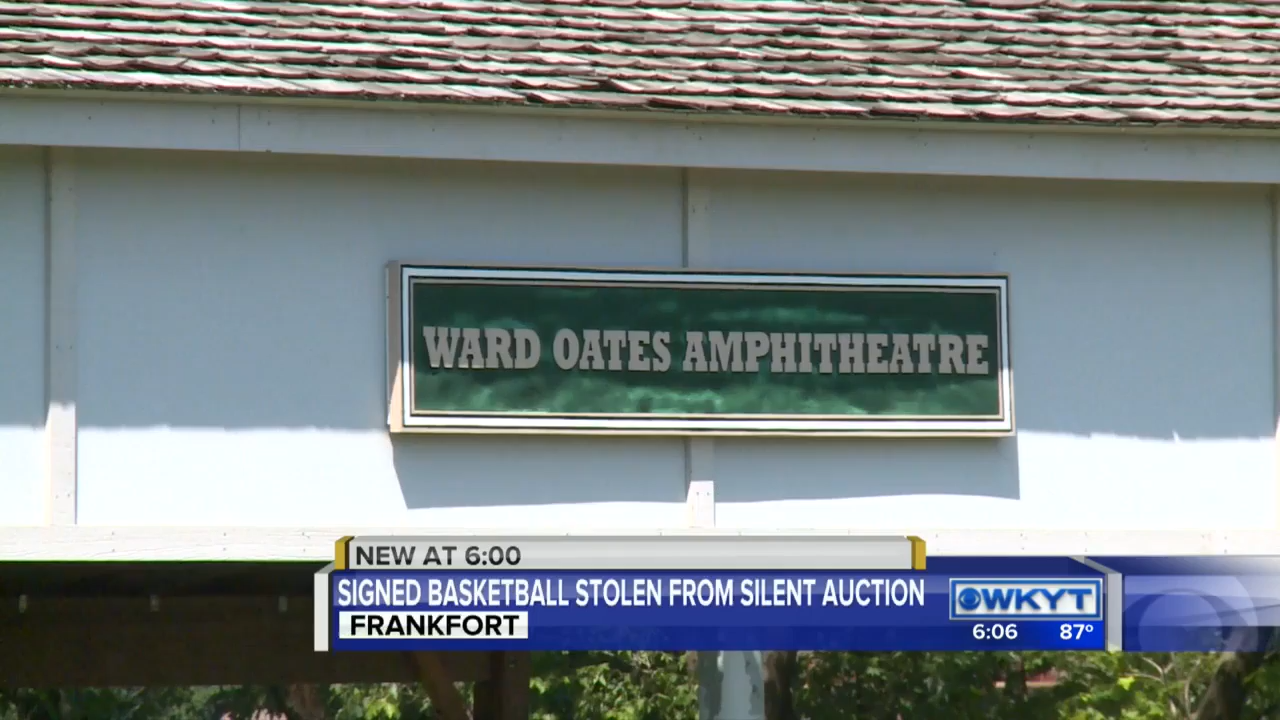 WARD OATES AMPHITHEATRE
NEW AT 6:00
SIGNED BASKETBALL STOLEN FROM SILENT AUCTION
FRANKFORT
WKYT
6:06 87°